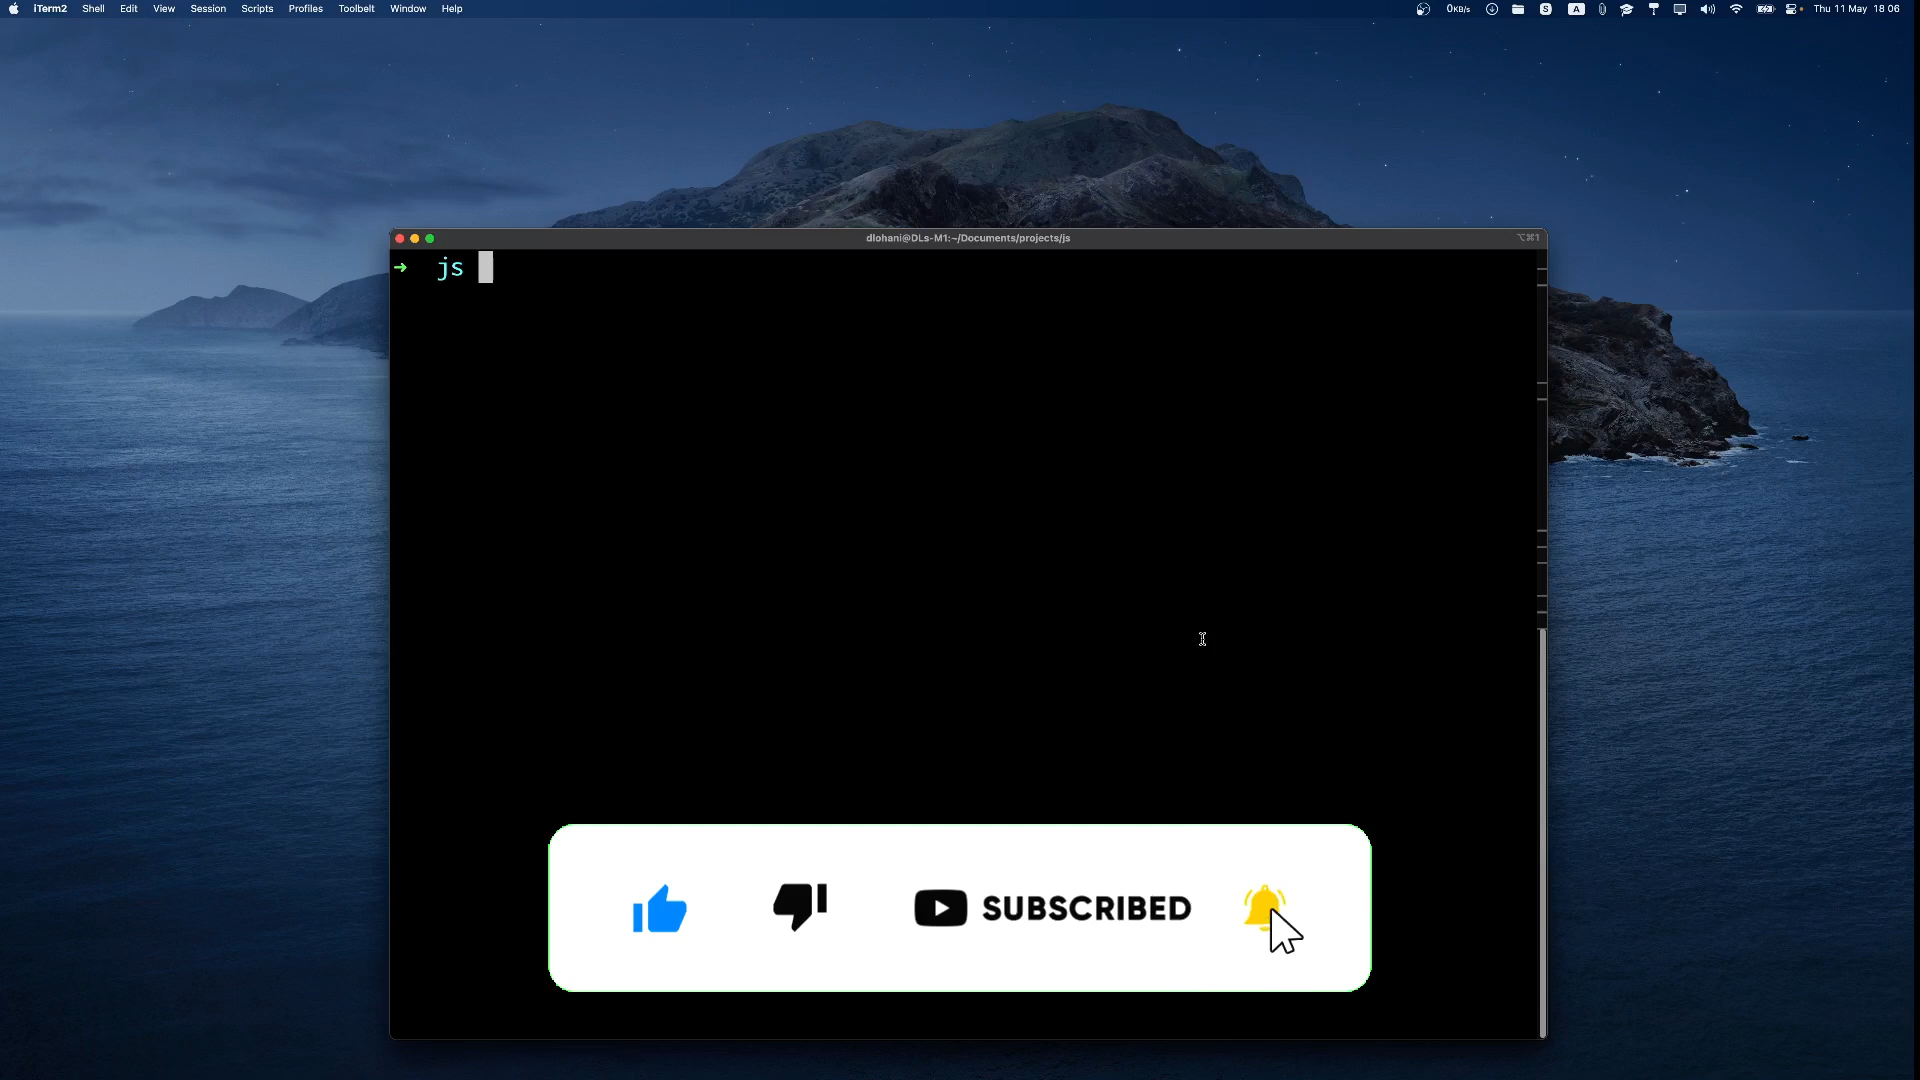 iTerm2 Shell Edit View Session Scripts Profiles Toolbelt Window Help 0KB/s S A Thu 11 May 18 06
dlohani@DLs-M1:~/Documents/projects/js ⌥⌘1
➜ js
SUBSCRIBED